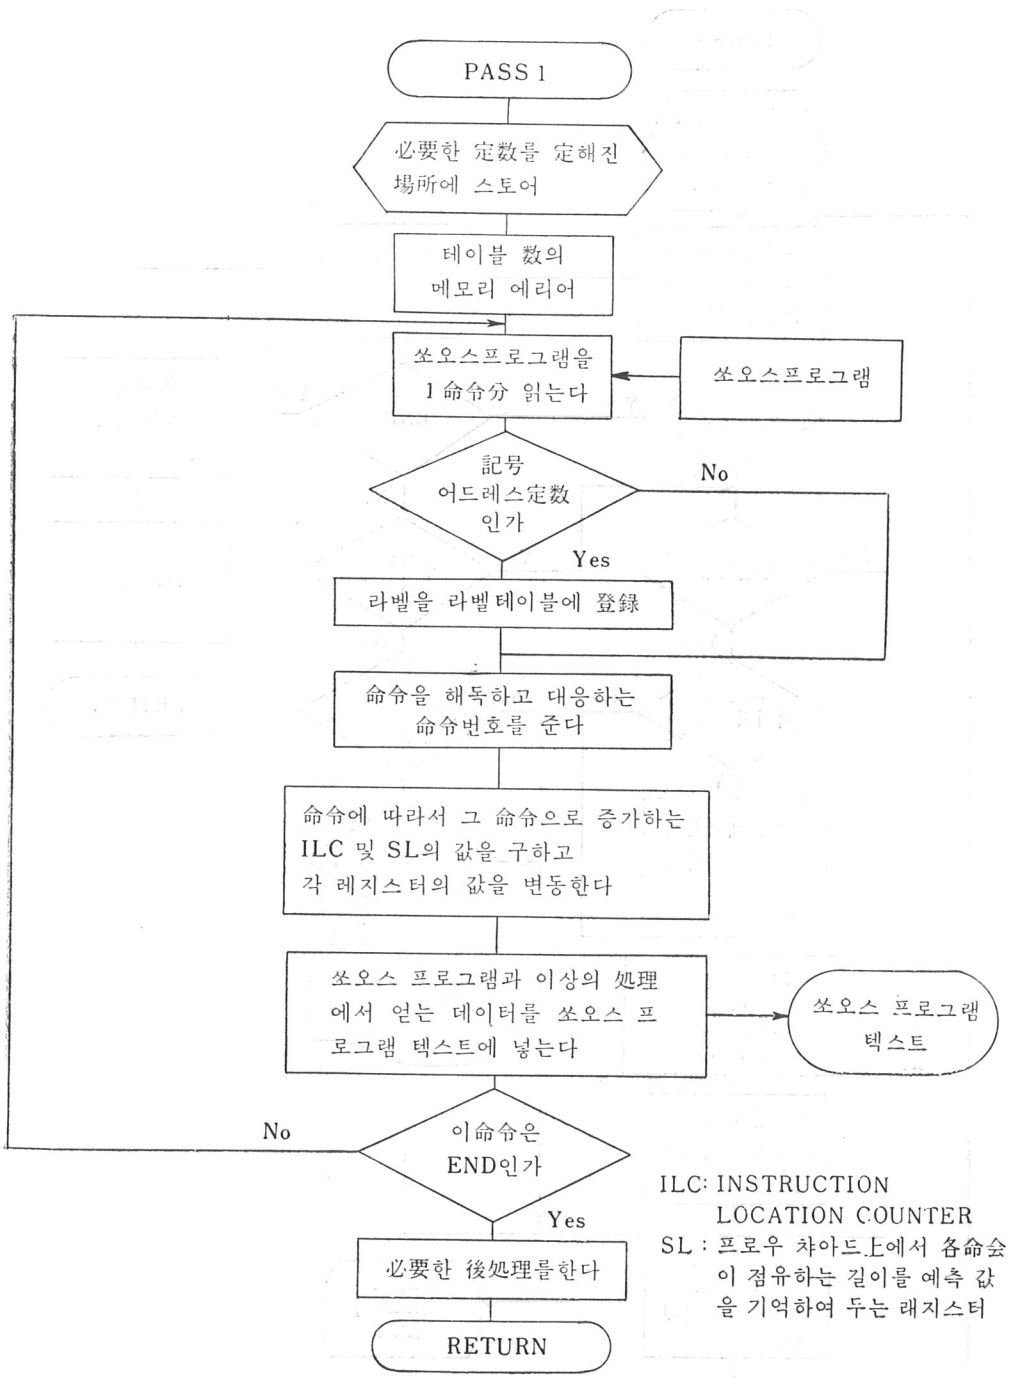 PASS 1
必要한 定数를 定해진
場所에 스토어
테이블 数의
메모리 에리어
쏘오스프로그램을
1 命令分 읽는다
쏘오스프로그램
記号
어드레스定数
인가
No
Yes
라벨을 라벨테이블에 登録
命令을 해독하고 대응하는
命令번호를 준다
命令에 따라서 그 命令으로 증가하는
ILC 및 SL의 값을 구하고
각 레지스터의 값을 변동한다
쏘오스 프로그램과 이상의 処理
에서 얻는 데이터를 쏘오스 프
로그램 텍스트에 넣는다
쏘오스 프로그램
텍스트
이命令은
END인가
No
Yes
必要한 後処理를한다
RETURN
ILC: INSTRUCTION
LOCATION COUNTER
SL : 프로우 챠아드上에서 各命会
이 점유하는 길이를 예측 값
을 기억하여 두는 래지스터